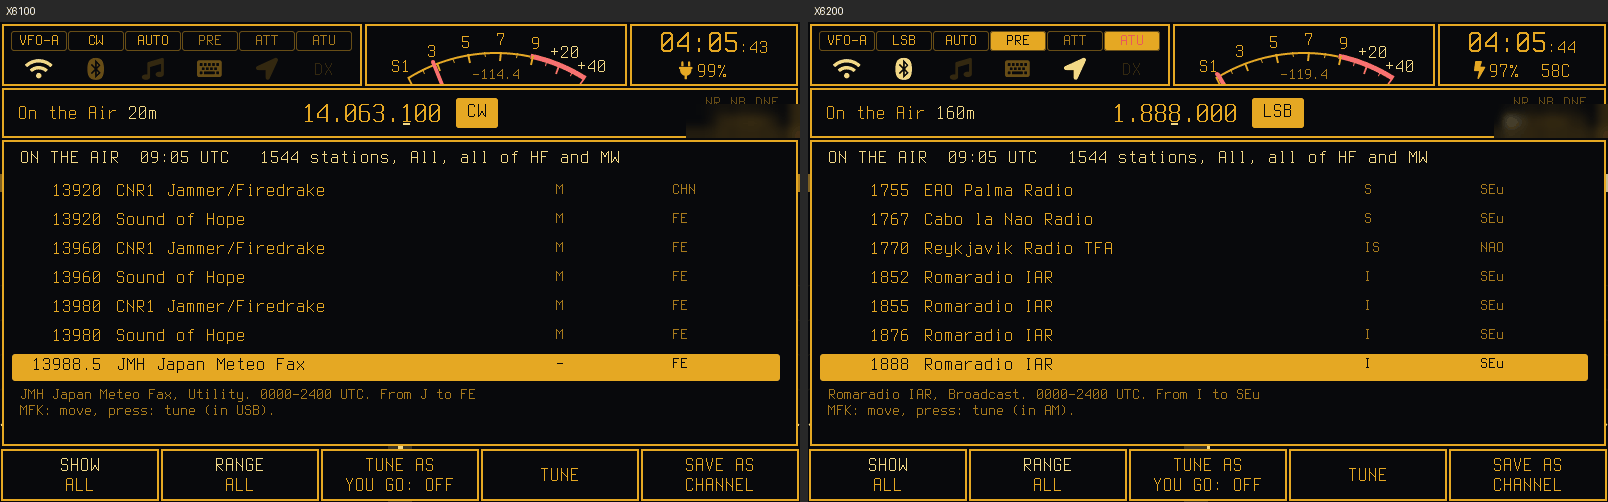 X6100
VFO-A CW AUTO PRE ATT ATU
DX
S1 3 5 7 9 +20 +40
-114.4
04:05:43
99%
On the Air 20m 14.063.100 CW
NR NB DNF
ON THE AIR 09:05 UTC 1544 stations, All, all of HF and MW
13920 CNR1 Jammer/Firedrake M CHN
13920 Sound of Hope M FE
13960 CNR1 Jammer/Firedrake M FE
13960 Sound of Hope M FE
13980 CNR1 Jammer/Firedrake M FE
13980 Sound of Hope M FE
13988.5 JMH Japan Meteo Fax - FE
JMH Japan Meteo Fax, Utility. 0000-2400 UTC. From J to FE
MFK: move, press: tune (in USB).
SHOW
ALL
RANGE
ALL
TUNE AS
YOU GO: OFF
TUNE
SAVE AS
CHANNEL
X6200
VFO-A LSB AUTO PRE ATT ATU
DX
S1 3 5 7 9 +20 +40
-119.4
04:05:44
97% 58C
On the Air 160m 1.888.000 LSB
NR NB DNF
ON THE AIR 09:05 UTC 1544 stations, All, all of HF and MW
1755 EAO Palma Radio S SEu
1767 Cabo la Nao Radio S SEu
1770 Reykjavik Radio TFA IS NAO
1852 Romaradio IAR I SEu
1855 Romaradio IAR I SEu
1876 Romaradio IAR I SEu
1888 Romaradio IAR I SEu
Romaradio IAR, Broadcast. 0000-2400 UTC. From I to SEu
MFK: move, press: tune (in AM).
SHOW
ALL
RANGE
ALL
TUNE AS
YOU GO: OFF
TUNE
SAVE AS
CHANNEL